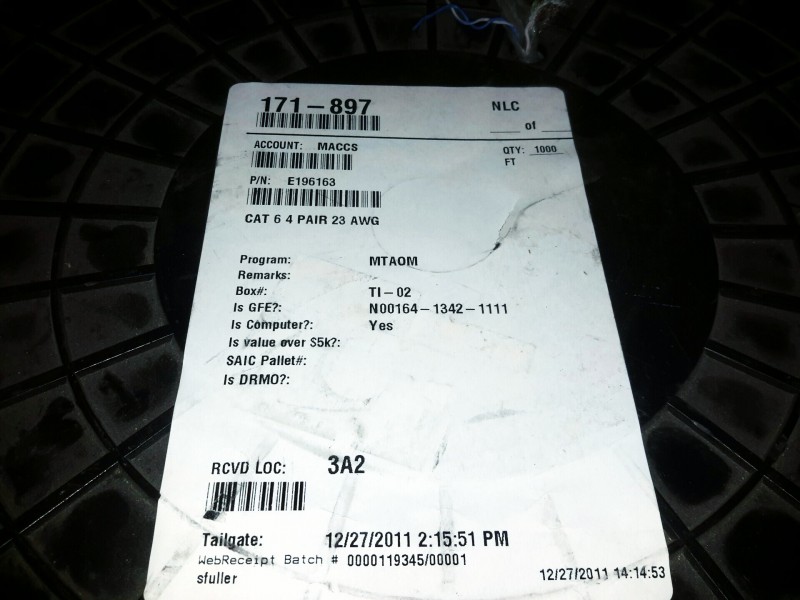 171-897 NLC
___ of ___
ACCOUNT: MACCS QTY: 1000
FT
P/N: E196163
CAT 6 4 PAIR 23 AWG
Program: MTAOM
Remarks:
Box#: TI-02
Is GFE?: N00164-1342-1111
Is Computer?: Yes
Is value over $5k?:
SAIC Pallet#:
Is DRMO?:
RCVD LOC: 3A2
Tailgate: 12/27/2011 2:15:51 PM
WebReceipt Batch # 0000119345/00001
sfuller 12/27/2011 14:14:53